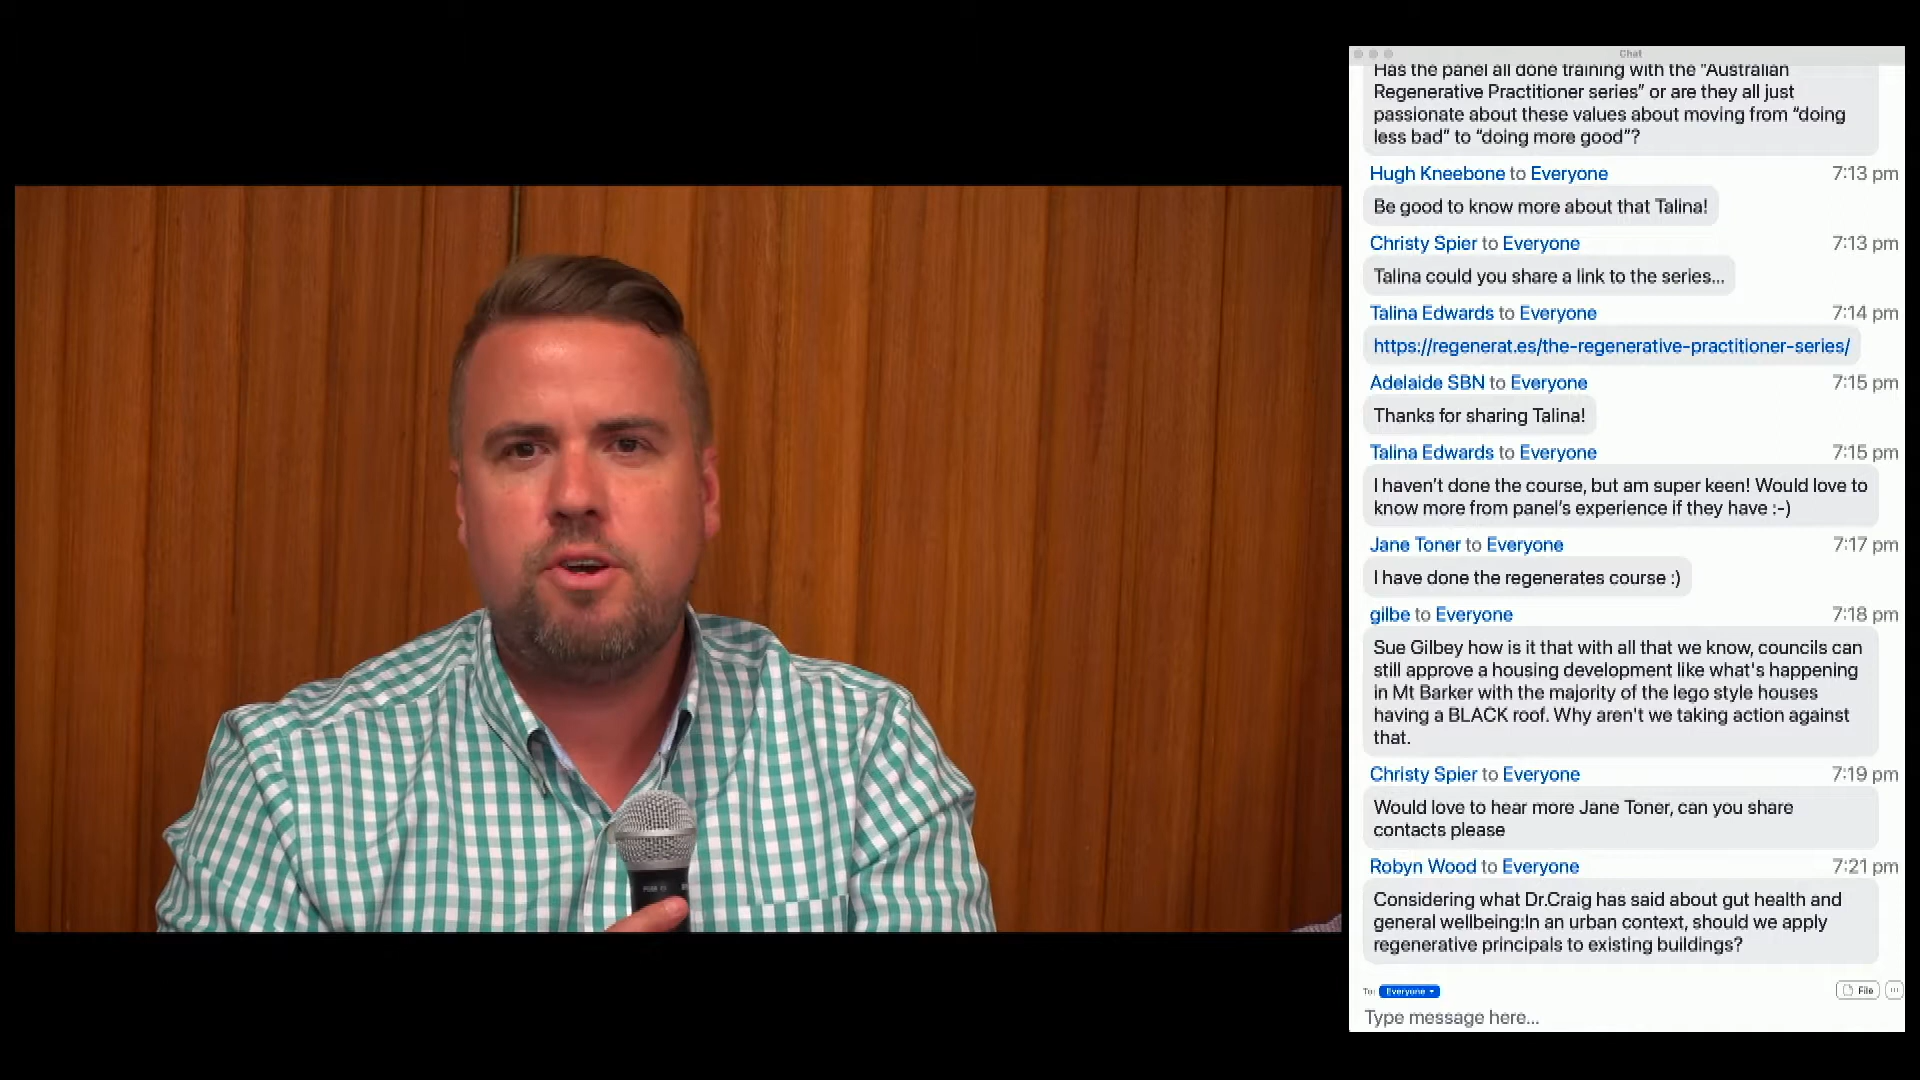 Chat
Has the panel all done training with the "Australian
Regenerative Practitioner series” or are they all just
passionate about these values about moving from “doing
less bad” to “doing more good”?
Hugh Kneebone to Everyone 7:13 pm
Be good to know more about that Talina!
Christy Spier to Everyone 7:13 pm
Talina could you share a link to the series...
Talina Edwards to Everyone 7:14 pm
https://regenerat.es/the-regenerative-practitioner-series/
Adelaide SBN to Everyone 7:15 pm
Thanks for sharing Talina!
Talina Edwards to Everyone 7:15 pm
I haven’t done the course, but am super keen! Would love to
know more from panel’s experience if they have :-)
Jane Toner to Everyone 7:17 pm
I have done the regenerates course :)
gilbe to Everyone 7:18 pm
Sue Gilbey how is it that with all that we know, councils can
still approve a housing development like what's happening
in Mt Barker with the majority of the lego style houses
having a BLACK roof. Why aren't we taking action against
that.
Christy Spier to Everyone 7:19 pm
Would love to hear more Jane Toner, can you share
contacts please
Robyn Wood to Everyone 7:21 pm
Considering what Dr.Craig has said about gut health and
general wellbeing:In an urban context, should we apply
regenerative principals to existing buildings?
To: Everyone File ...
Type message here...